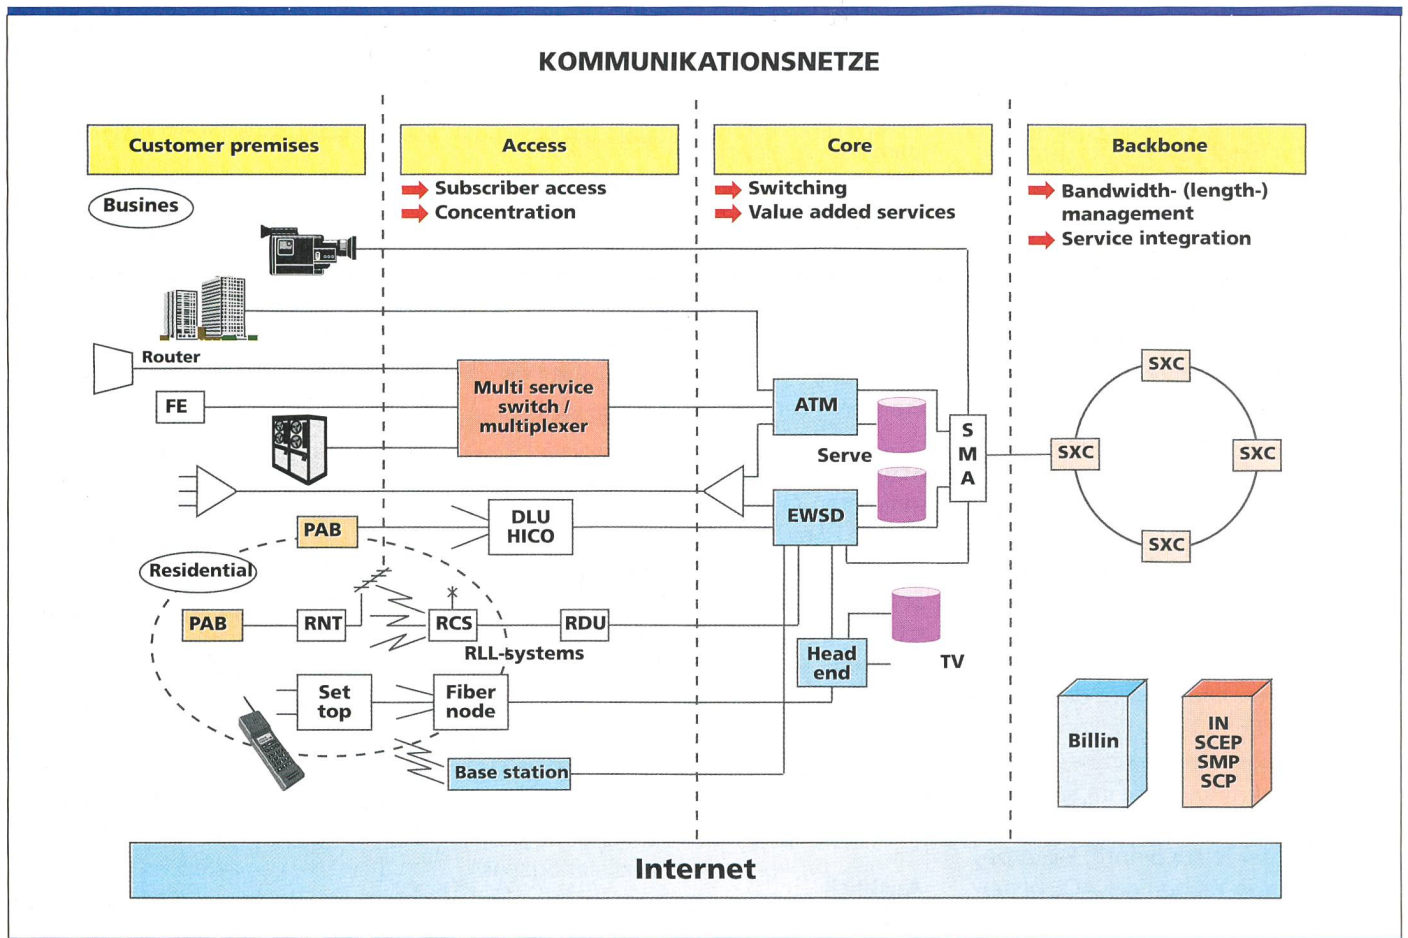 KOMMUNIKATIONSNETZE
Customer premises
Access
Core
Backbone
Subscriber access
Concentration
Switching
Value added services
Bandwidth- (length-)
management
Service integration
Busines
Router
FE
Multi service
switch /
multiplexer
ATM
Serve
S
M
A
SXC
SXC
SXC
SXC
PAB
DLU
HICO
EWSD
Residential
PAB
RNT
RCS
RDU
RLL-systems
Head
end
TV
Set
top
Fiber
node
Base station
Billin
IN
SCEP
SMP
SCP
Internet